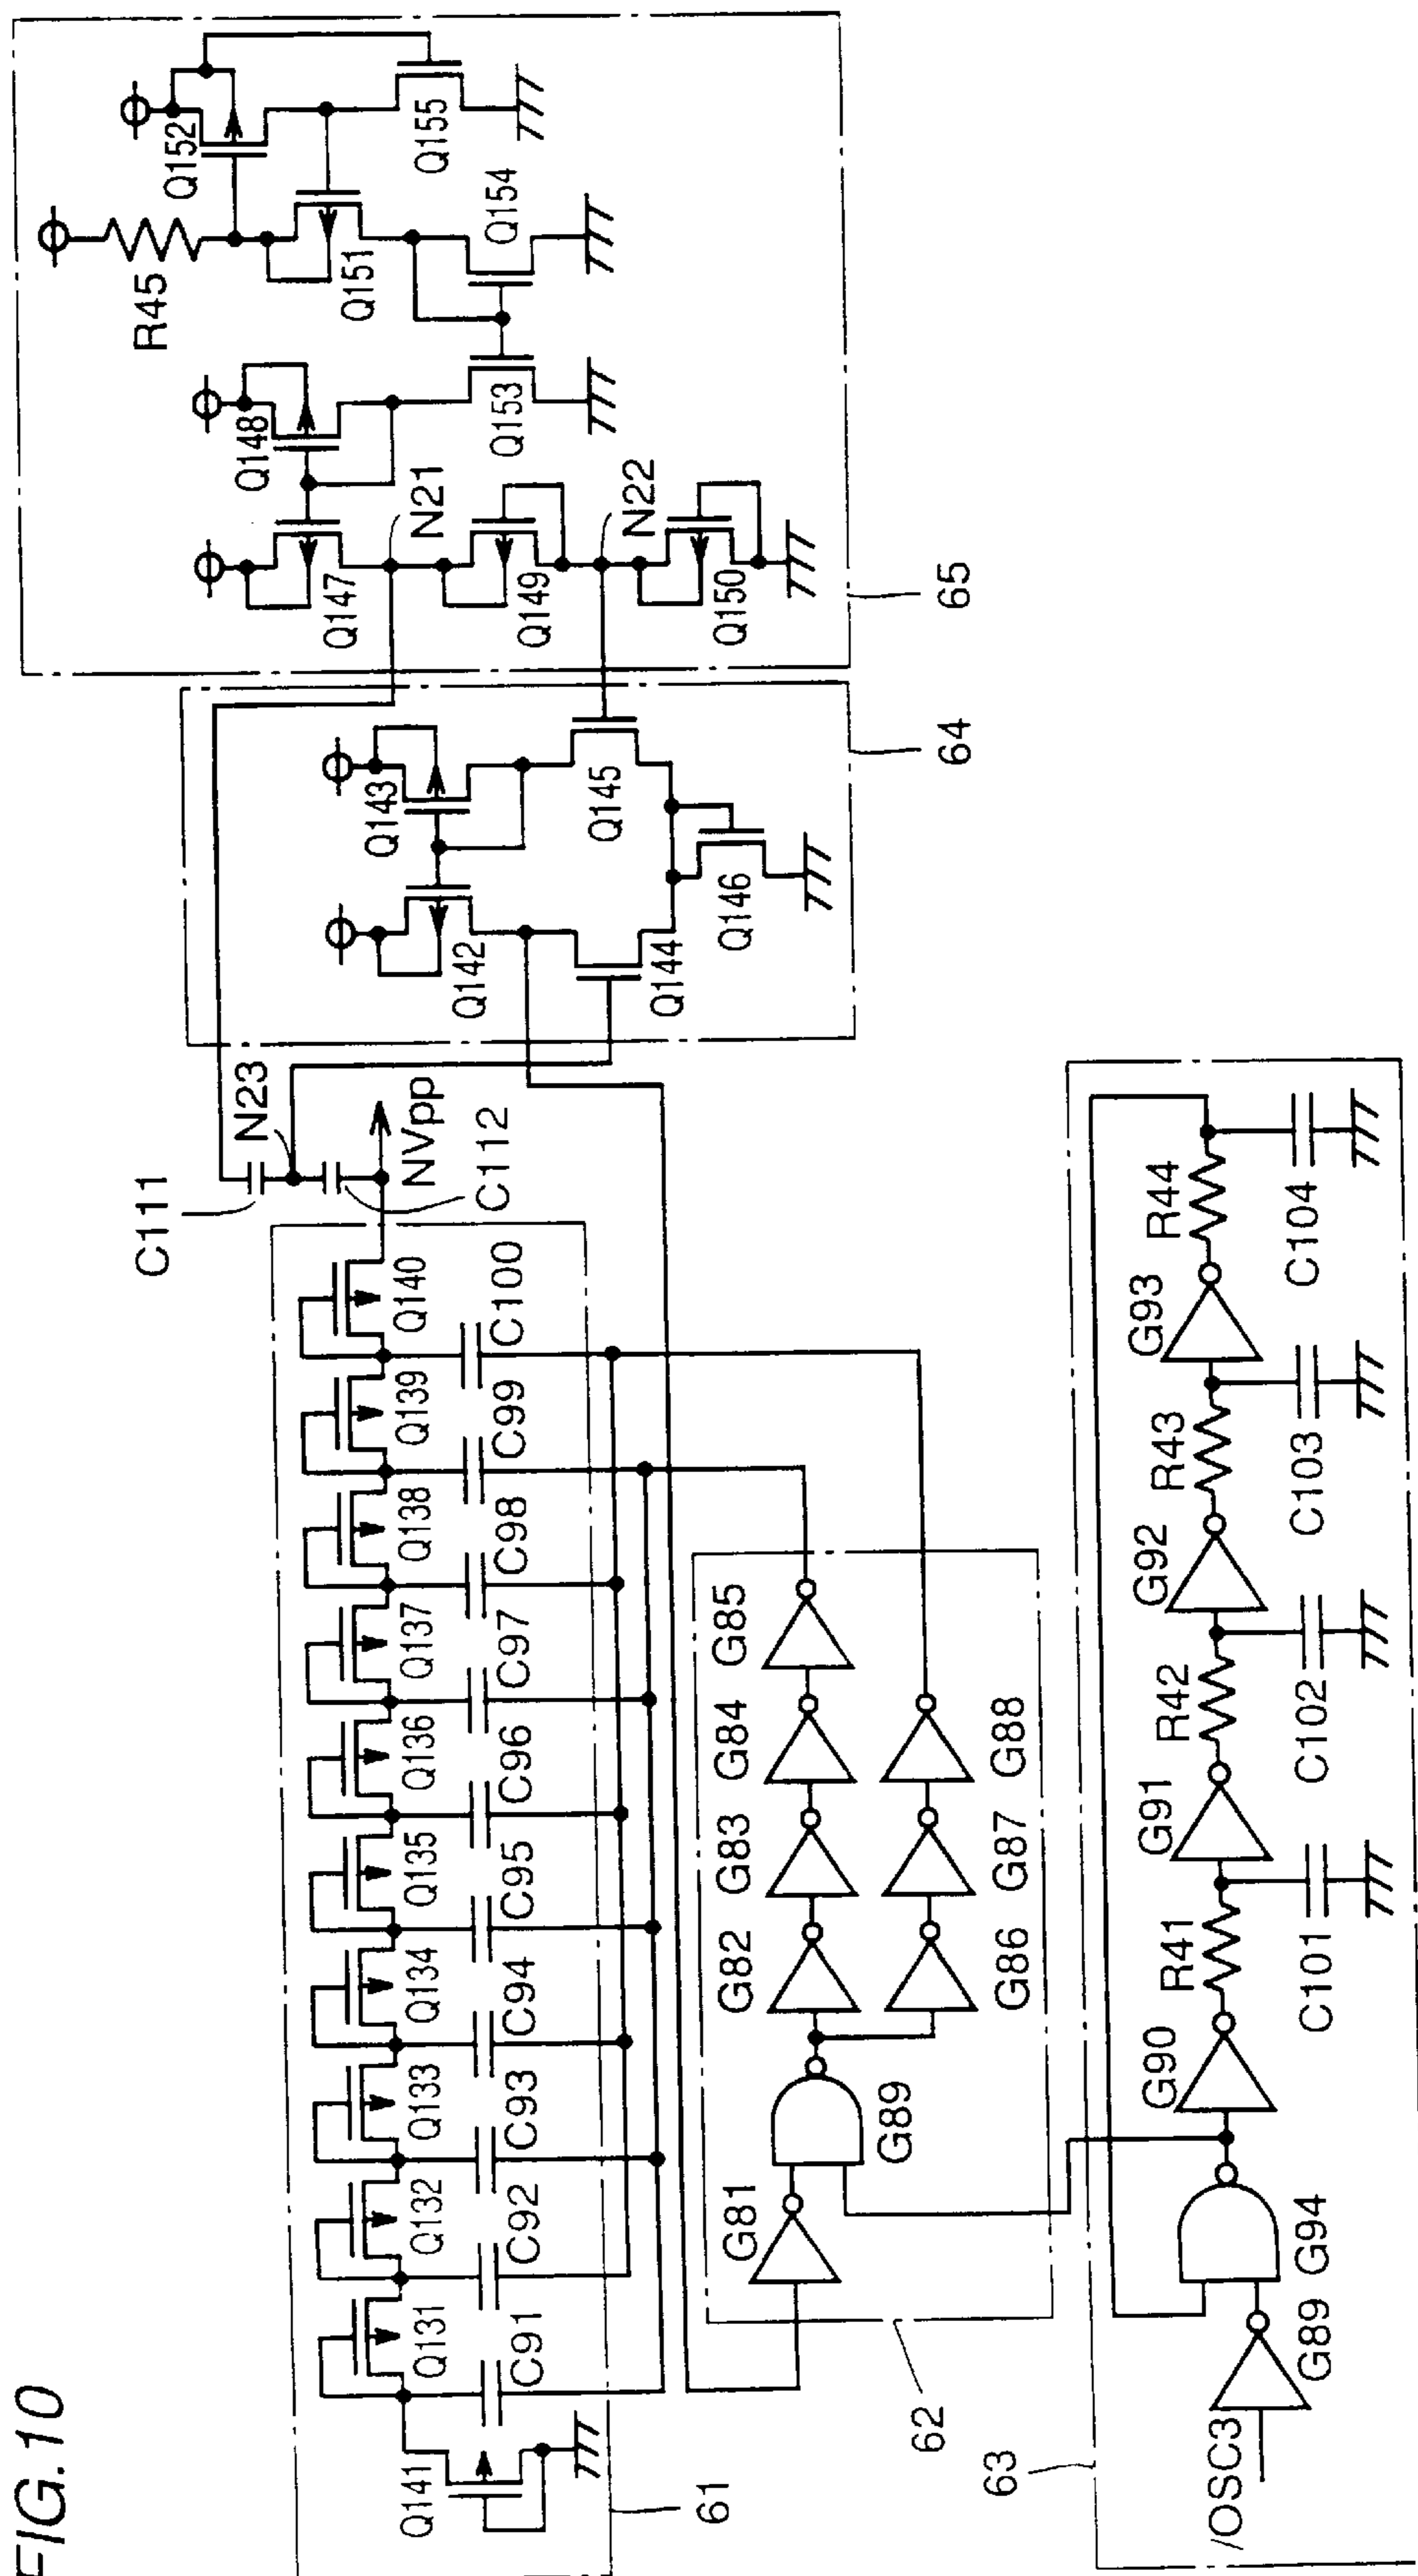 FIG.10
C111
N23
NVpp
C112
Q141
Q131
Q132
Q133
Q134
Q135
Q136
Q137
Q138
Q139
Q140
C91
C92
C93
C94
C95
C96
C97
C98
C99
C100
61
Q142
Q143
Q144
Q145
Q146
64
R45
Q152
Q148
Q151
Q155
Q154
Q153
Q147
N21
Q149
N22
Q150
65
G81
G82
G83
G84
G85
G89
G86
G87
G88
62
63
/OSC3
G89
G94
G90
R41
G91
R42
G92
R43
G93
R44
C101
C102
C103
C104